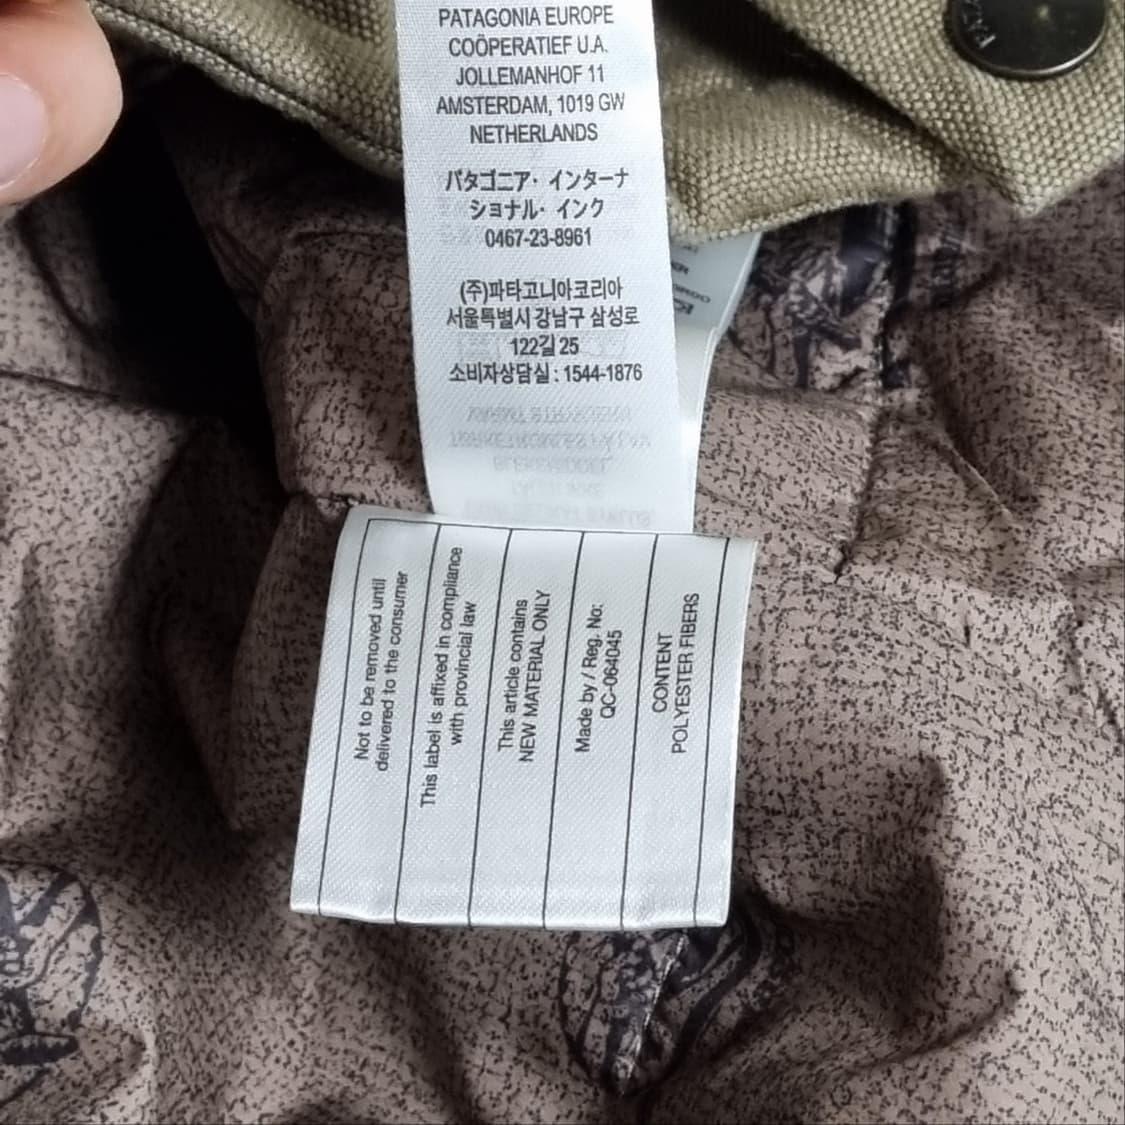 PATAGONIA EUROPE
COÖPERATIEF U.A.
JOLLEMANHOF 11
AMSTERDAM, 1019 GW
NETHERLANDS
パタゴニア・インターナ
ショナル・インク
0467-23-8961
(주)파타고니아코리아
서울특별시 강남구 삼성로
122길 25
소비자상담실 : 1544-1876
Not to be removed until
delivered to the consumer
This label is affixed in compliance
with provincial law
This article contains
NEW MATERIAL ONLY
Made by / Reg. No:
QC-064045
CONTENT
POLYESTER FIBERS